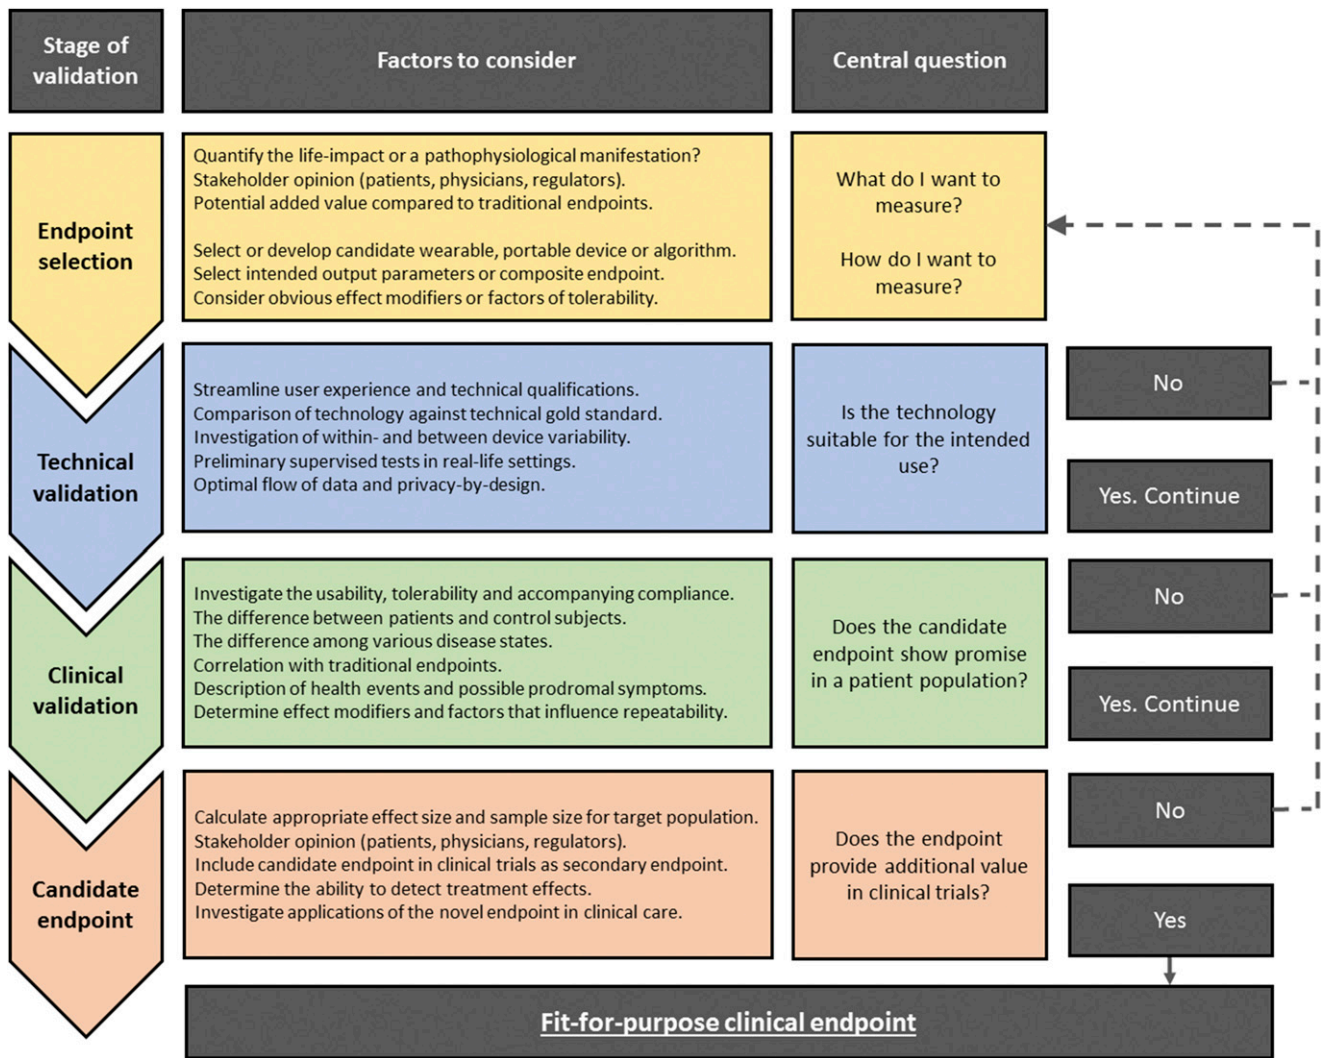 Stage of
validation
Factors to consider
Central question
Endpoint
selection
Quantify the life-impact or a pathophysiological manifestation?
Stakeholder opinion (patients, physicians, regulators).
Potential added value compared to traditional endpoints.
Select or develop candidate wearable, portable device or algorithm.
Select intended output parameters or composite endpoint.
Consider obvious effect modifiers or factors of tolerability.
What do I want to
measure?
How do I want to
measure?
Technical
validation
Streamline user experience and technical qualifications.
Comparison of technology against technical gold standard.
Investigation of within- and between device variability.
Preliminary supervised tests in real-life settings.
Optimal flow of data and privacy-by-design.
Is the technology
suitable for the intended
use?
No
Yes. Continue
Clinical
validation
Investigate the usability, tolerability and accompanying compliance.
The difference between patients and control subjects.
The difference among various disease states.
Correlation with traditional endpoints.
Description of health events and possible prodromal symptoms.
Determine effect modifiers and factors that influence repeatability.
Does the candidate
endpoint show promise
in a patient population?
No
Yes. Continue
Candidate
endpoint
Calculate appropriate effect size and sample size for target population.
Stakeholder opinion (patients, physicians, regulators).
Include candidate endpoint in clinical trials as secondary endpoint.
Determine the ability to detect treatment effects.
Investigate applications of the novel endpoint in clinical care.
Does the endpoint
provide additional value
in clinical trials?
No
Yes
Fit-for-purpose clinical endpoint